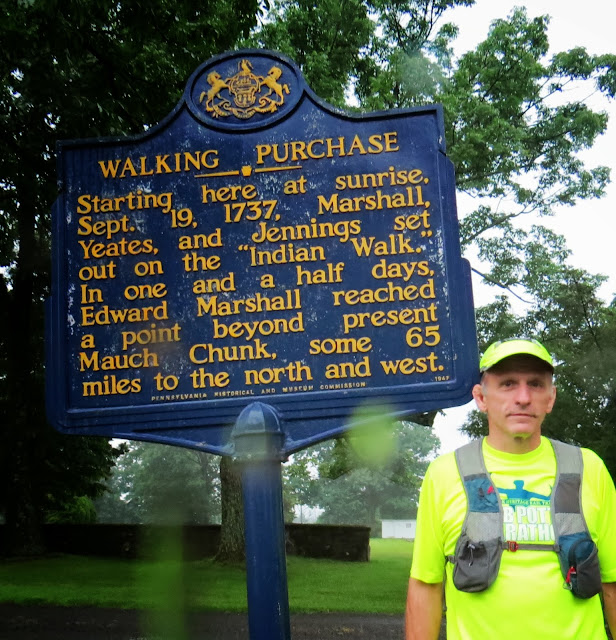 WALKING PURCHASE
Starting here at sunrise,
Sept. 19, 1737, Marshall,
Yeates, and Jennings set
out on the "Indian Walk."
In one and a half days,
Edward Marshall reached
a point beyond present
Mauch Chunk, some 65
miles to the north and west.
PENNSYLVANIA HISTORICAL AND MUSEUM COMMISSION 1947
HERITAGE